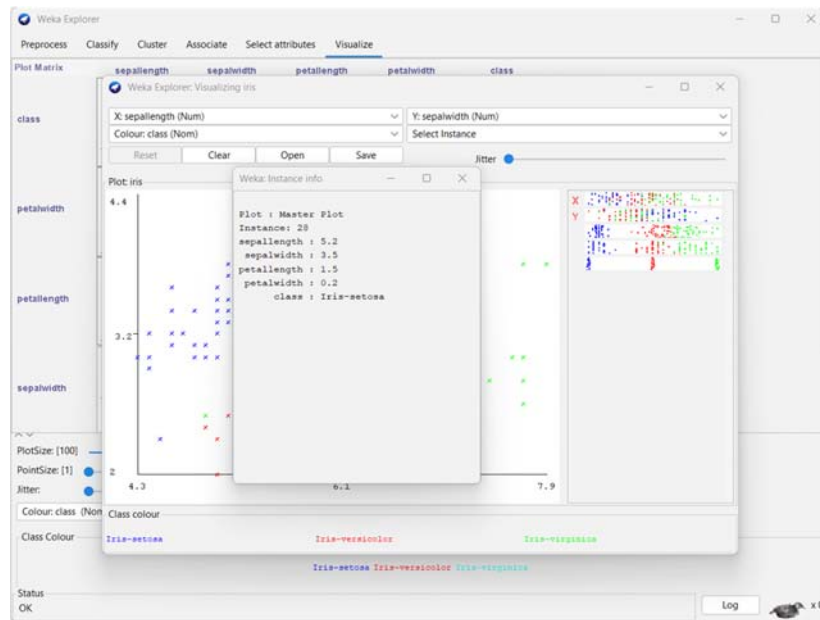 Weka Explorer
Preprocess Classify Cluster Associate Select attributes Visualize
Plot Matrix sepallength sepalwidth petallength petalwidth class
Weka Explorer: Visualizing iris
class
X: sepallength (Num) Y: sepalwidth (Num)
Colour: class (Nom) Select Instance
Reset Clear Open Save Jitter
Plot: iris
Weka: Instance info
4.4
X
Y
Plot : Master Plot
Instance: 28
sepallength : 5.2
sepalwidth : 3.5
petallength : 1.5
petalwidth : 0.2
class : Iris-setosa
petalwidth
petallength
3.2
sepalwidth
2
4.3 6.1 7.9
PlotSize: [100]
PointSize: [1]
Jitter:
Colour: class (Nom
Class colour
Iris-setosa Iris-versicolor Iris-virginica
Class Colour
Iris-setosa Iris-versicolor Iris-virginica
Status
OK
Log
x